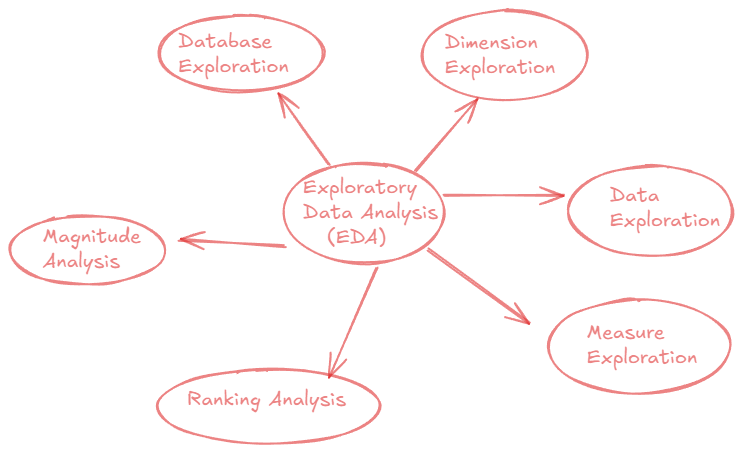 Database
Exploration
Dimension
Exploration
Exploratory
Data Analysis
(EDA)
Data
Exploration
Magnitude
Analysis
Measure
Exploration
Ranking Analysis